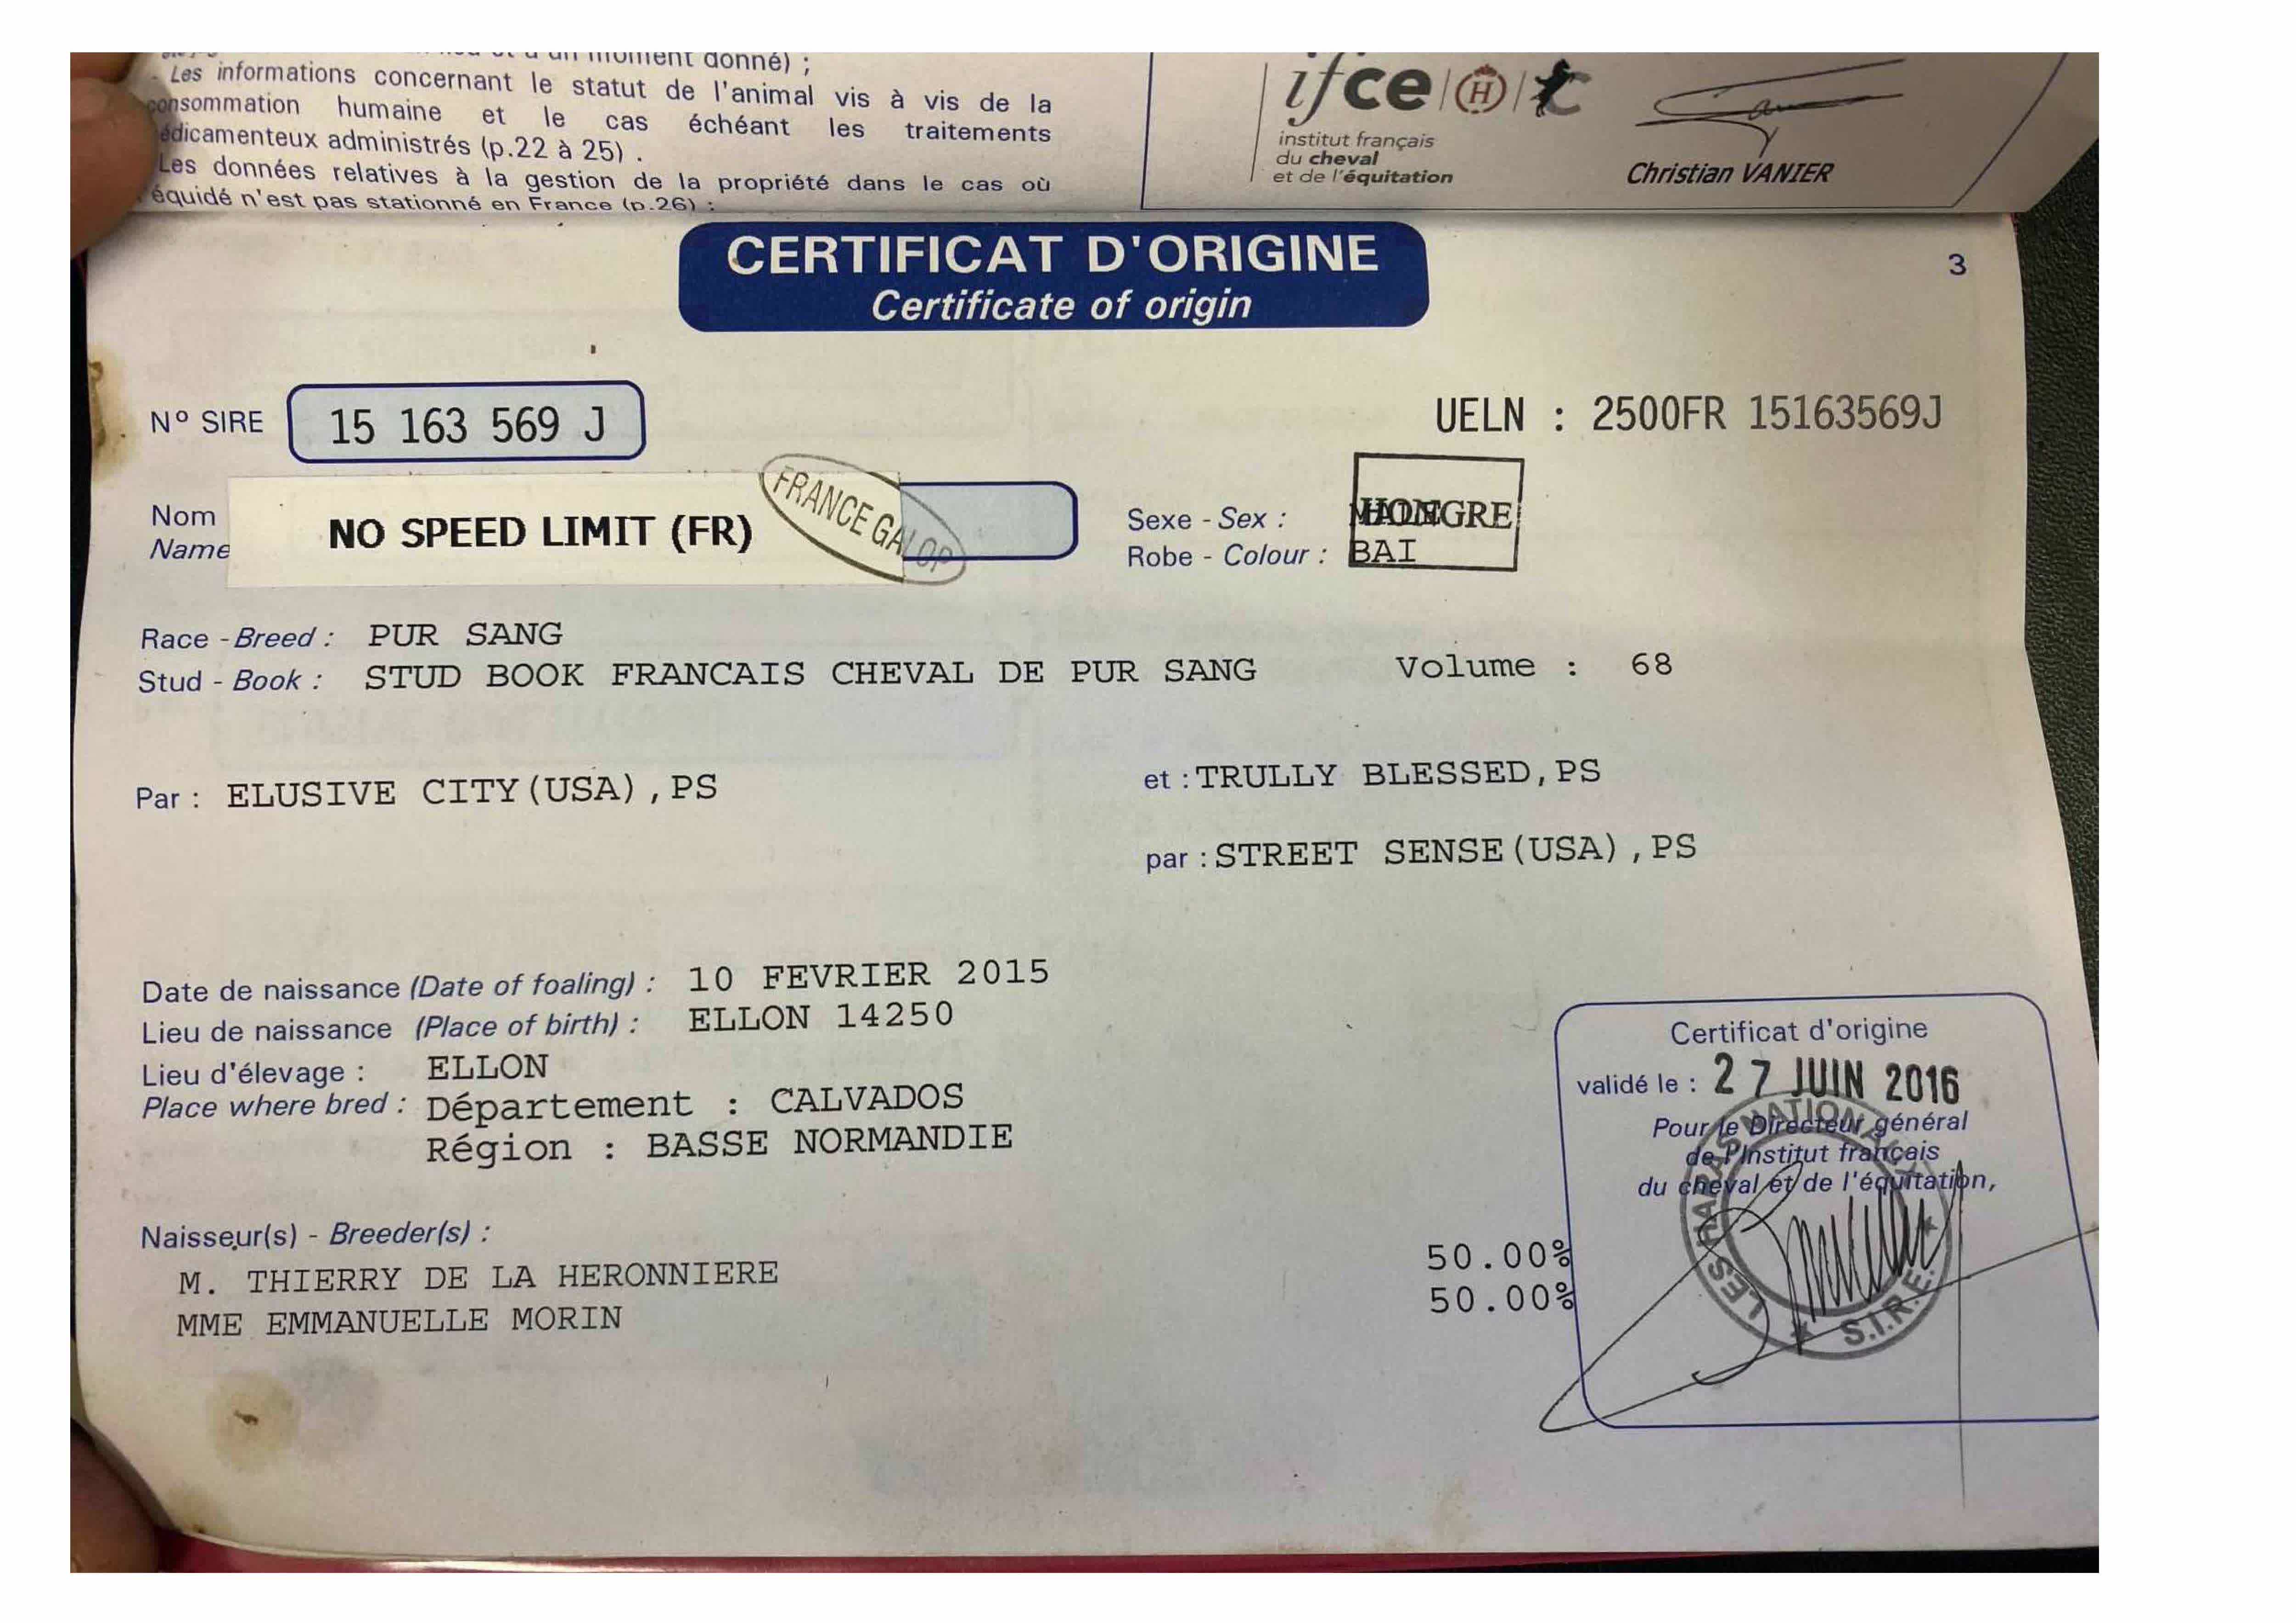 un moment donné) ;
- Les informations concernant le statut de l'animal vis à vis de la
consommation humaine et le cas échéant les traitements
édicamenteux administrés (p.22 à 25) .
Les données relatives à la gestion de la propriété dans le cas où
équidé n'est pas stationné en France (p.26) ;
ifce H
institut français
du cheval
et de l'équitation
Christian VANIER
CERTIFICAT D'ORIGINE
Certificate of origin
3
N° SIRE 15 163 569 J
UELN : 2500FR 15163569J
Nom
Name
NO SPEED LIMIT (FR)
FRANCE GALOP
Sexe - Sex : HONGRE
Robe - Colour : BAI
Race - Breed : PUR SANG
Stud - Book : STUD BOOK FRANCAIS CHEVAL DE PUR SANG Volume : 68
Par : ELUSIVE CITY(USA),PS
et : TRULLY BLESSED,PS
par : STREET SENSE(USA),PS
Date de naissance (Date of foaling) : 10 FEVRIER 2015
Lieu de naissance (Place of birth) : ELLON 14250
Lieu d'élevage : ELLON
Place where bred : Département : CALVADOS
Région : BASSE NORMANDIE
Naisseur(s) - Breeder(s) :
M. THIERRY DE LA HERONNIERE 50.00%
MME EMMANUELLE MORIN 50.00%
Certificat d'origine
validé le : 27 JUIN 2016
Pour le Directeur général
de l'Institut français
du cheval et de l'équitation,
LES HARAS NATIONAUX
S.I.R.E.